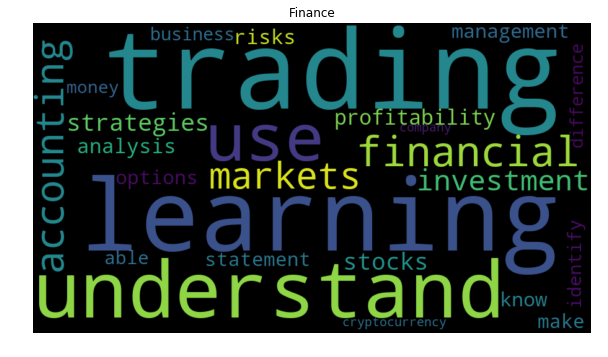 Finance
business
risks
management
trading
accounting
money
difference
strategies
profitability
company
use
analysis
financial
options
markets
investment
learning
able
statement
stocks
identify
understand
know
cryptocurrency
make